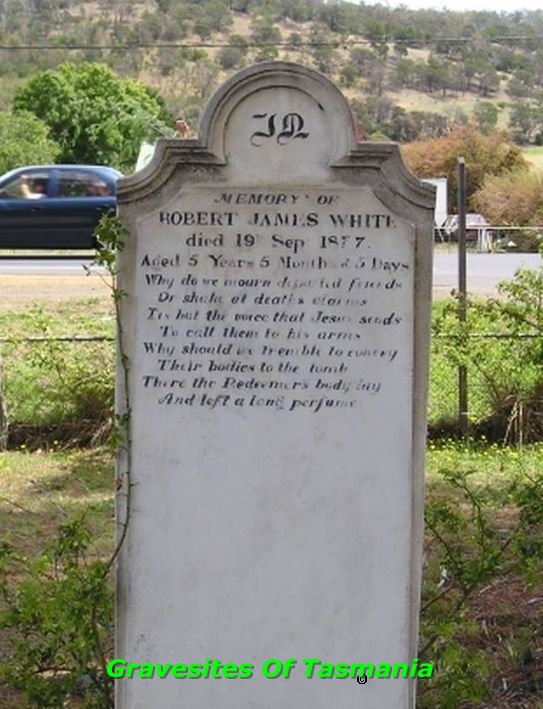 IN
MEMORY OF
ROBERT JAMES WHITE
died 19th Sep. 1877.
Aged 5 Years 5 Months & 5 Days
Why do we mourn departed friends
Or shake at deaths alarms
Its but the voice that Jesus sends
To call them to his arms
Why should we tremble to convey
Their bodies to the tomb
There the Redeemers body lay
And left a long perfume
Gravesites Of Tasmania
©